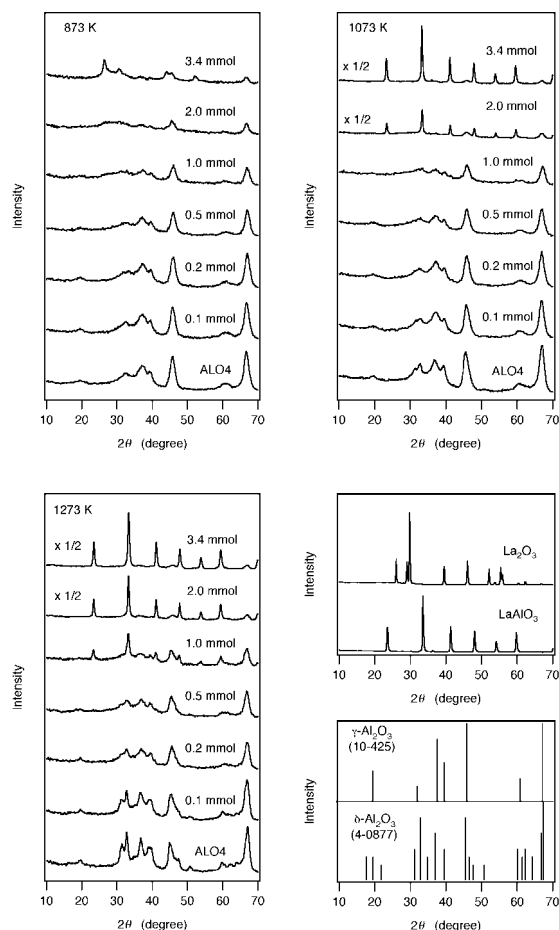 873 K
3.4 mmol
2.0 mmol
1.0 mmol
0.5 mmol
0.2 mmol
0.1 mmol
ALO4
Intensity
10 20 30 40 50 60 70
2θ (degree)
1073 K
3.4 mmol
x 1/2
2.0 mmol
x 1/2
1.0 mmol
0.5 mmol
0.2 mmol
0.1 mmol
ALO4
Intensity
10 20 30 40 50 60 70
2θ (degree)
1273 K
3.4 mmol
x 1/2
2.0 mmol
x 1/2
1.0 mmol
0.5 mmol
0.2 mmol
0.1 mmol
ALO4
Intensity
10 20 30 40 50 60 70
2θ (degree)
La₂O₃
LaAlO₃
Intensity
10 20 30 40 50 60 70
γ-Al₂O₃
(10-425)
δ-Al₂O₃
(4-0877)
Intensity
10 20 30 40 50 60 70
2θ (degree)